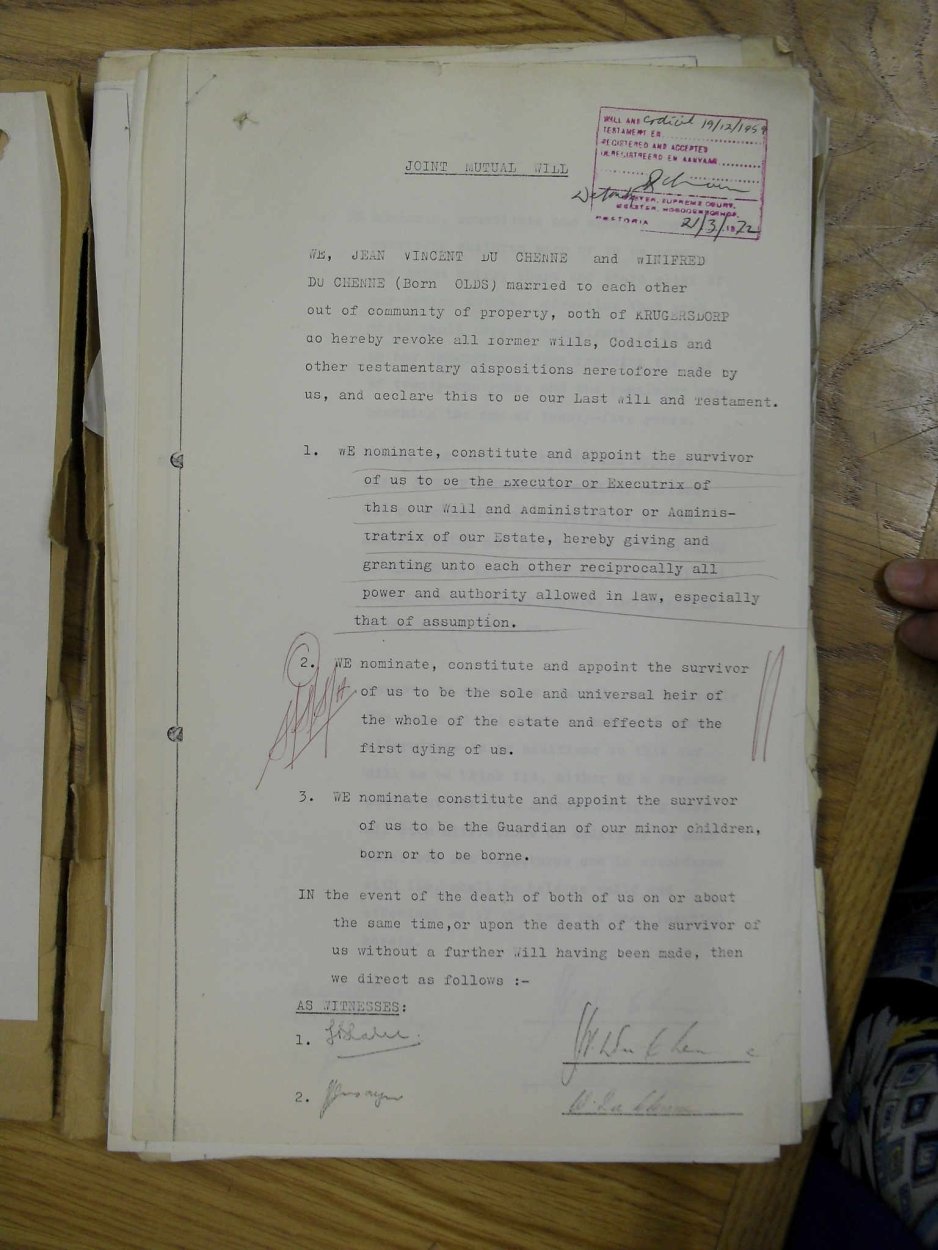 WILL AND Codicil 19/12/1959
TESTAMENT EN
REGISTERED AND ACCEPTED
GEREGISTREERD EN AANVAAR
MEESTER, HOOGGEREGSHOF,
PRETORIA 21/3/1972
JOINT MUTUAL WILL
WE, JEAN VINCENT DU CHENNE and WINIFRED
DU CHENNE (Born OLDS) married to each other
out of community of property, both of KRUGERSDORP
do hereby revoke all former wills, Codicils and
other testamentary dispositions heretofore made by
us, and declare this to be our Last Will and Testament.
1. WE nominate, constitute and appoint the survivor
of us to be the Executor or Executrix of
this our Will and Administrator or Adminis-
tratrix of our Estate, hereby giving and
granting unto each other reciprocally all
power and authority allowed in law, especially
that of assumption.
2. WE nominate, constitute and appoint the survivor
of us to be the sole and universal heir of
the whole of the estate and effects of the
first dying of us.
3. WE nominate constitute and appoint the survivor
of us to be the Guardian of our minor children,
born or to be borne.
IN the event of the death of both of us on or about
the same time,or upon the death of the survivor of
us without a further Will having been made, then
we direct as follows :-
AS WITNESSES:
1.
2.
W. Du Chenne